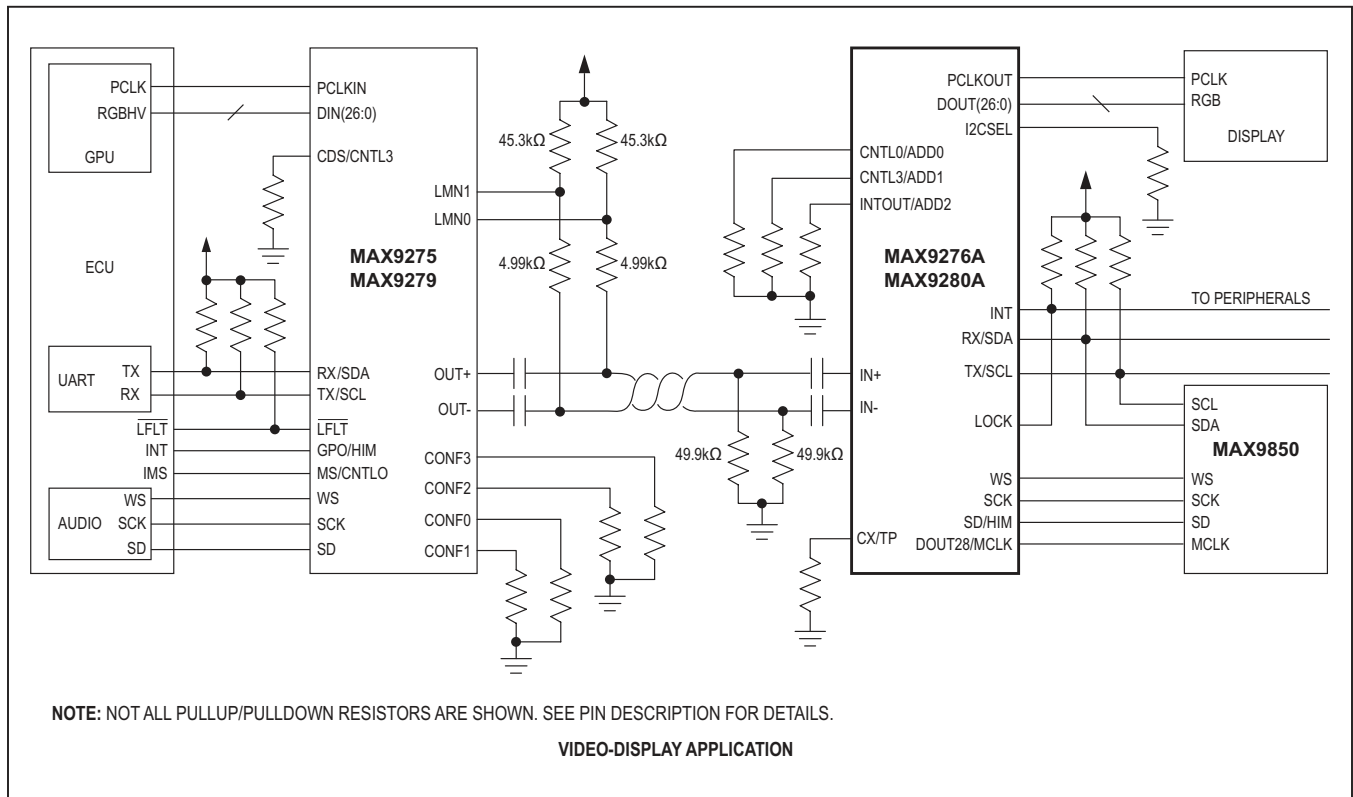 PCLK
RGBHV
GPU
ECU
UART
TX
RX
LFLT
INT
IMS
AUDIO
WS
SCK
SD
PCLKIN
DIN(26:0)
CDS/CNTL3
LMN1
LMN0
MAX9275
MAX9279
RX/SDA
TX/SCL
LFLT
GPO/HIM
MS/CNTLO
WS
SCK
SD
OUT+
OUT-
CONF3
CONF2
CONF0
CONF1
45.3kΩ
45.3kΩ
4.99kΩ
4.99kΩ
49.9kΩ
49.9kΩ
PCLKOUT
DOUT(26:0)
I2CSEL
CNTL0/ADD0
CNTL3/ADD1
INTOUT/ADD2
MAX9276A
MAX9280A
INT
RX/SDA
TX/SCL
IN+
IN-
LOCK
WS
SCK
SD/HIM
CX/TP
DOUT28/MCLK
PCLK
RGB
DISPLAY
TO PERIPHERALS
SCL
SDA
MAX9850
WS
SCK
SD
MCLK
NOTE: NOT ALL PULLUP/PULLDOWN RESISTORS ARE SHOWN. SEE PIN DESCRIPTION FOR DETAILS.
VIDEO-DISPLAY APPLICATION